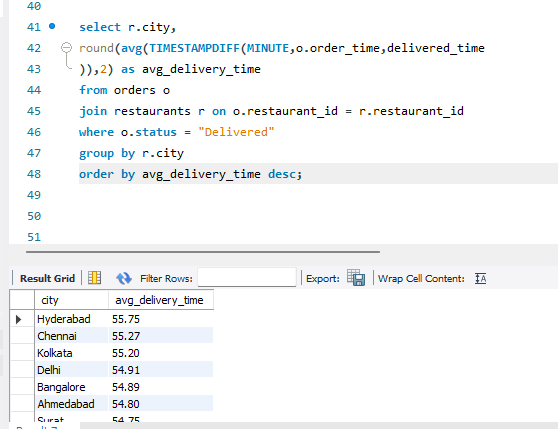 40
41 select r.city,
42 round(avg(TIMESTAMPDIFF(MINUTE,o.order_time,delivered_time
43 )),2) as avg_delivery_time
44 from orders o
45 join restaurants r on o.restaurant_id = r.restaurant_id
46 where o.status = "Delivered"
47 group by r.city
48 order by avg_delivery_time desc;
49
50
51
Result Grid Filter Rows: Export: Wrap Cell Content: IA
city avg_delivery_time
Hyderabad 55.75
Chennai 55.27
Kolkata 55.20
Delhi 54.91
Bangalore 54.89
Ahmedabad 54.80
Surat 54.75